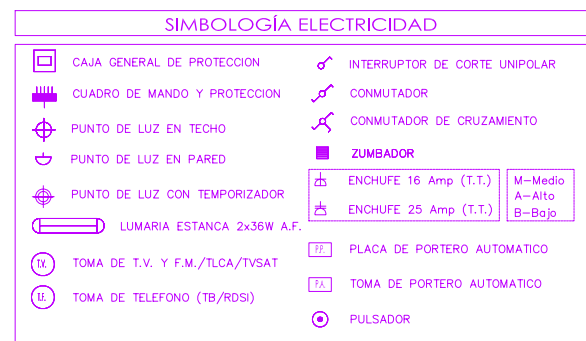 SIMBOLOGÍA ELECTRICIDAD
CAJA GENERAL DE PROTECCION
CUADRO DE MANDO Y PROTECCION
PUNTO DE LUZ EN TECHO
PUNTO DE LUZ EN PARED
PUNTO DE LUZ CON TEMPORIZADOR
LUMARIA ESTANCA 2x36W A.F.
T.V. TOMA DE T.V. Y F.M./TLCA/TVSAT
T.F. TOMA DE TELEFONO (TB/RDSI)
INTERRUPTOR DE CORTE UNIPOLAR
CONMUTADOR
CONMUTADOR DE CRUZAMIENTO
ZUMBADOR
ENCHUFE 16 Amp (T.T.)
ENCHUFE 25 Amp (T.T.)
M-Medio
A-Alto
B-Bajo
P.P. PLACA DE PORTERO AUTOMATICO
P.A. TOMA DE PORTERO AUTOMATICO
PULSADOR